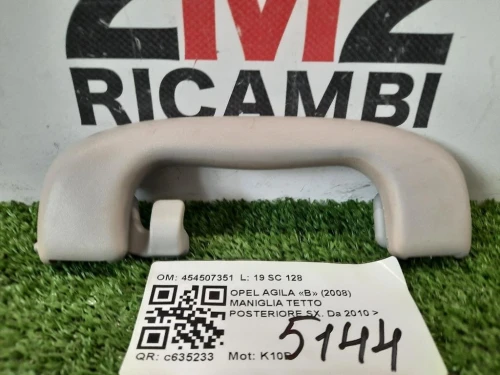 2M2
RICAMBI
OM: 454507351 L: 19 SC 128
OPEL AGILA «B» (2008)
MANIGLIA TETTO
POSTERIORE SX. Da 2010 >
5144
QR: c635233 Mot: K10B